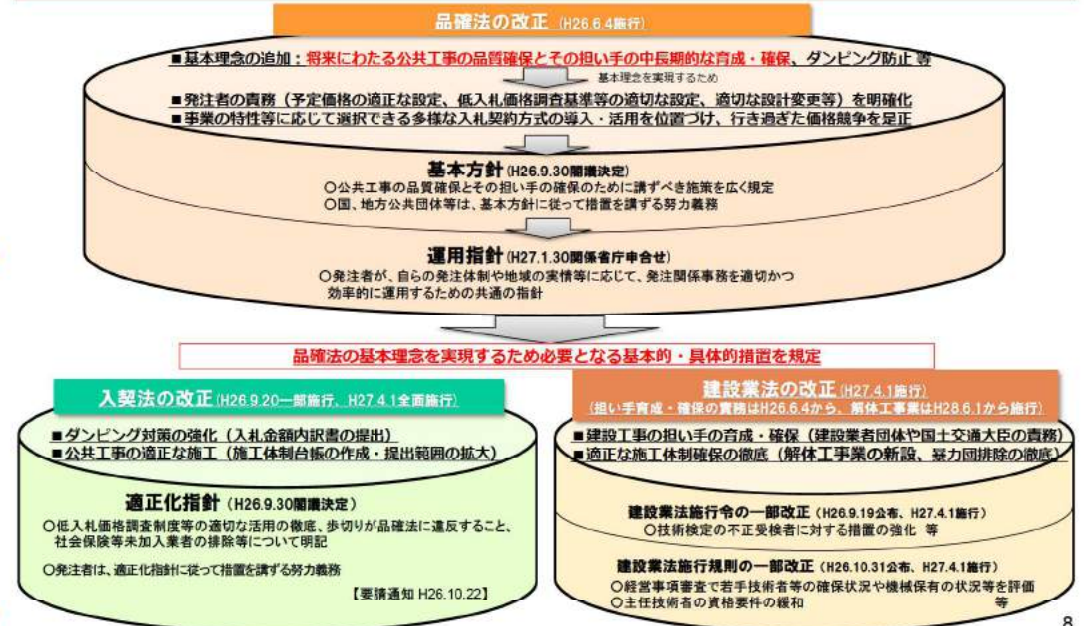 品確法の改正 (H26.6.4施行)
■基本理念の追加：将来にわたる公共工事の品質確保とその担い手の中長期的な育成・確保、ダンピング防止 等
基本理念を実現するため
■発注者の責務（予定価格の適正な設定、低入札価格調査基準等の適切な設定、適切な設計変更等）を明確化
■事業の特性等に応じて選択できる多様な入札契約方式の導入・活用を位置づけ、行き過ぎた価格競争を是正
基本方針(H26.9.30閣議決定)
○公共工事の品質確保とその担い手の確保のために講ずべき施策を広く規定
○国、地方公共団体等は、基本方針に従って措置を講ずる努力義務
運用指針(H27.1.30関係省庁申合せ)
○発注者が、自らの発注体制や地域の実情等に応じて、発注関係事務を適切かつ
効率的に運用するための共通の指針
品確法の基本理念を実現するため必要となる基本的・具体的措置を規定
入契法の改正(H26.9.20一部施行、H27.4.1全面施行)
■ダンピング対策の強化（入札金額内訳書の提出）
■公共工事の適正な施工（施工体制台帳の作成・提出範囲の拡大）
適正化指針（H26.9.30閣議決定）
○低入札価格調査制度等の適切な活用の徹底、歩切りが品確法に違反すること、
社会保険等未加入業者の排除等について明記
○発注者は、適正化指針に従って措置を講ずる努力義務
【要請通知 H26.10.22】
建設業法の改正(H27.4.1施行)
（担い手育成・確保の責務はH26.6.4から、解体工事業はH28.6.1から施行）
■建設工事の担い手の育成・確保（建設業者団体や国土交通大臣の責務）
■適正な施工体制確保の徹底（解体工事業の新設、暴力団排除の徹底）
建設業法施行令の一部改正（H26.9.19公布、H27.4.1施行）
○技術検定の不正受検者に対する措置の強化 等
建設業法施行規則の一部改正（H26.10.31公布、H27.4.1施行）
○経営事項審査で若手技術者等の確保状況や機械保有の状況等を評価
○主任技術者の資格要件の緩和 等
8